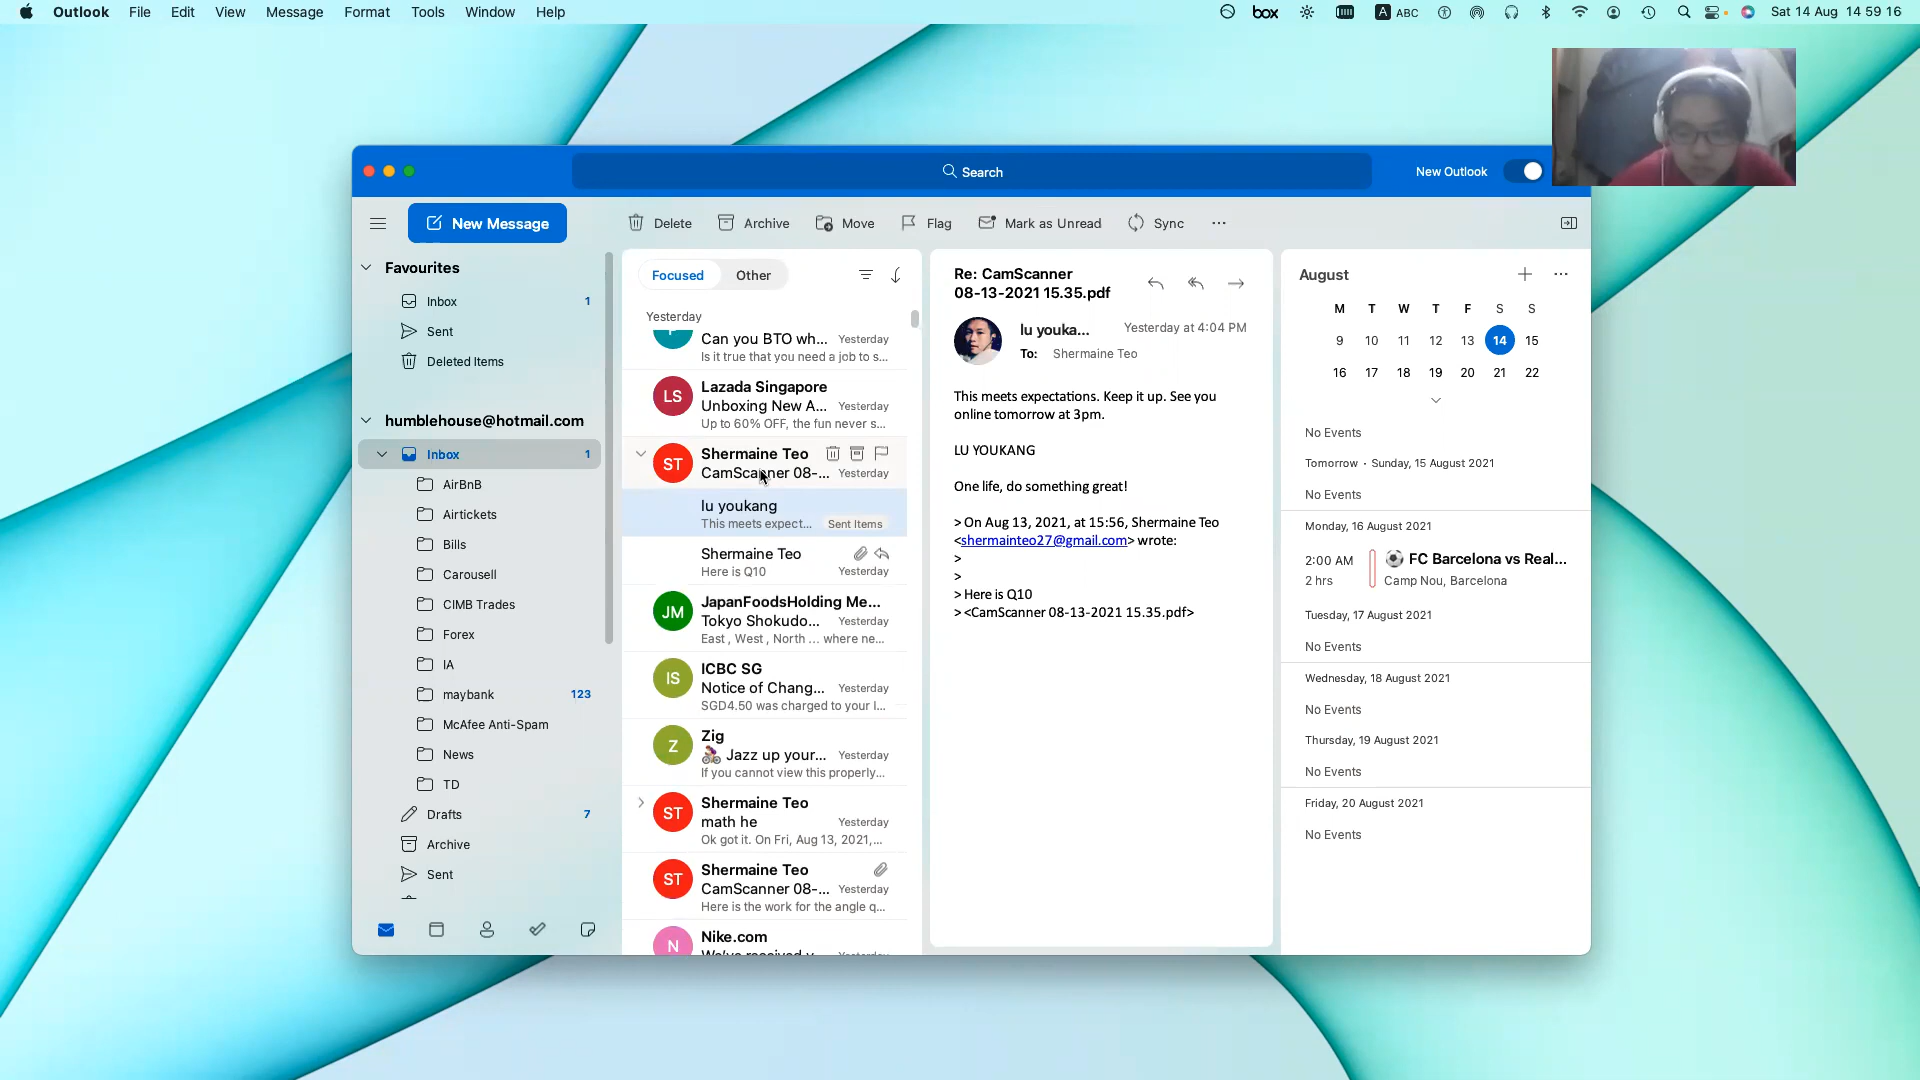 Outlook File Edit View Message Format Tools Window Help
box A ABC Sat 14 Aug 14 59 16
Search
New Outlook
New Message
Delete Archive Move Flag Mark as Unread Sync
Favourites
Inbox 1
Sent
Deleted Items
humblehouse@hotmail.com
Inbox 1
AirBnB
Airtickets
Bills
Carousell
CIMB Trades
Forex
IA
maybank 123
McAfee Anti-Spam
News
TD
Drafts 7
Archive
Sent
Focused Other
Yesterday
Can you BTO wh... Yesterday
Is it true that you need a job to s...
LS
Lazada Singapore
Unboxing New A... Yesterday
Up to 60% OFF, the fun never s...
ST
Shermaine Teo
CamScanner 08-... Yesterday
lu youkang
This meets expect... Sent Items
Shermaine Teo
Here is Q10 Yesterday
JM
JapanFoodsHolding Me...
Tokyo Shokudo... Yesterday
East , West , North ... where ne...
IS
ICBC SG
Notice of Chang... Yesterday
SGD4.50 was charged to your I...
Z
Zig
Jazz up your... Yesterday
If you cannot view this properly...
ST
Shermaine Teo
math he Yesterday
Ok got it. On Fri, Aug 13, 2021,...
ST
Shermaine Teo
CamScanner 08-... Yesterday
Here is the work for the angle q...
N
Nike.com
Re: CamScanner
08-13-2021 15.35.pdf
lu youka... Yesterday at 4:04 PM
To: Shermaine Teo
This meets expectations. Keep it up. See you
online tomorrow at 3pm.
LU YOUKANG
One life, do something great!
> On Aug 13, 2021, at 15:56, Shermaine Teo
<shermainteo27@gmail.com> wrote:
>
>
> Here is Q10
> <CamScanner 08-13-2021 15.35.pdf>
August
M T W T F S S
9 10 11 12 13 14 15
16 17 18 19 20 21 22
No Events
Tomorrow · Sunday, 15 August 2021
No Events
Monday, 16 August 2021
2:00 AM FC Barcelona vs Real...
2 hrs Camp Nou, Barcelona
Tuesday, 17 August 2021
No Events
Wednesday, 18 August 2021
No Events
Thursday, 19 August 2021
No Events
Friday, 20 August 2021
No Events